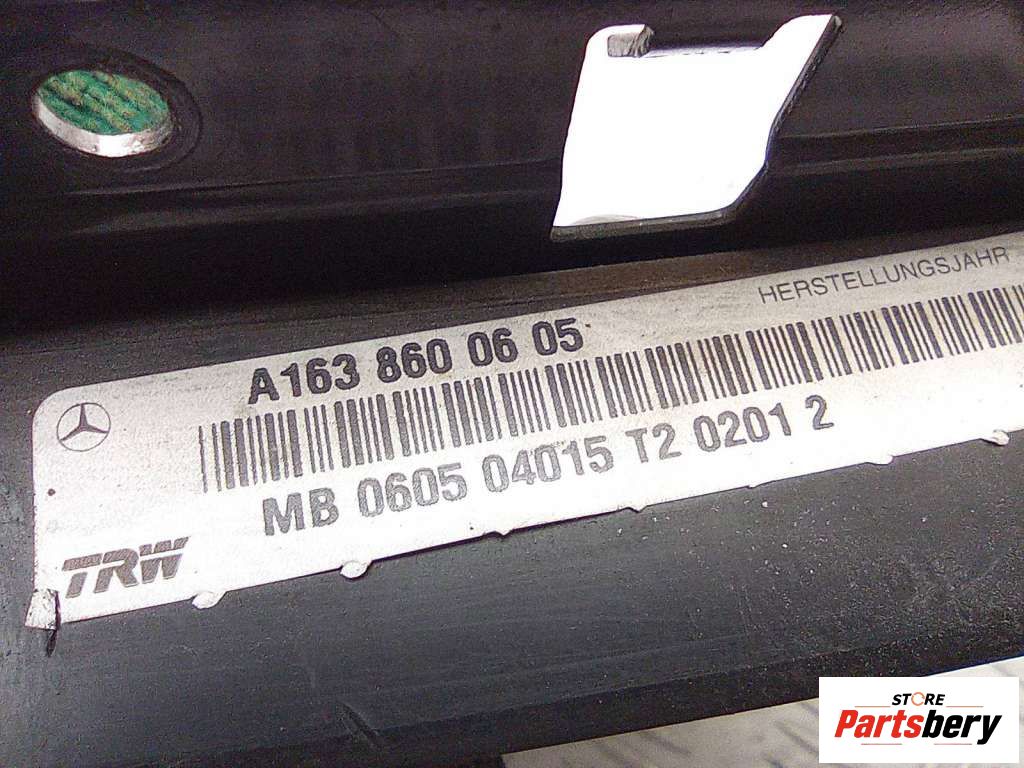 HERSTELLUNGSJAHR
A163 860 06 05
MB 0605 04015 T2 0201 2
TRW
STORE
Partsbery